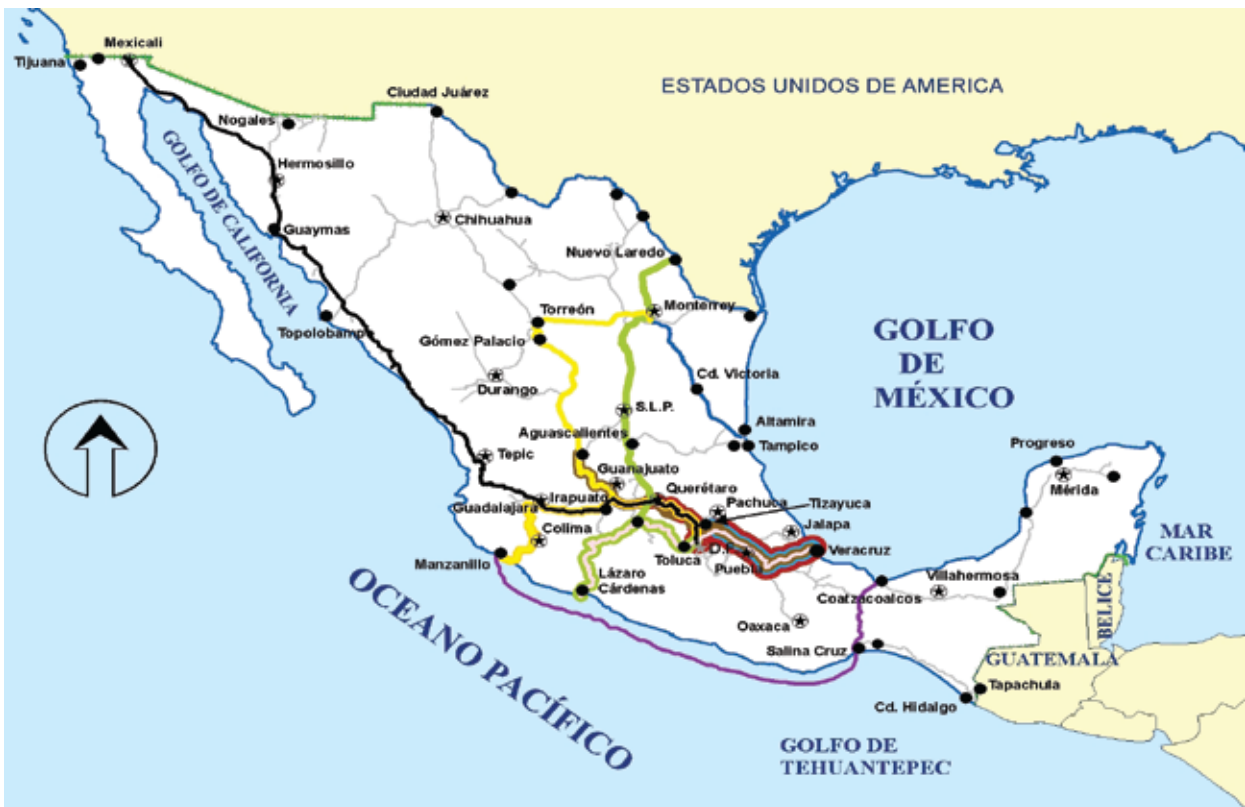 Mexicali
Tijuana
Ciudad Juárez
ESTADOS UNIDOS DE AMERICA
Nogales
GOLFO DE CALIFORNIA
Hermosillo
Chihuahua
Guaymas
Nuevo Laredo
Monterrey
Torreón
Topolobampo
Gómez Palacio
GOLFO
DE
MÉXICO
Cd. Victoria
Durango
S.L.P.
Altamira
Aguascalientes
Tampico
Progreso
Tepic
Guanajuato
Mérida
Irapuato
Querétaro
Pachuca
Tizayuca
Guadalajara
Colima
Jalapa
MAR
CARIBE
Manzanillo
Toluca
D.F.
Veracruz
Puebla
Lázaro
Cárdenas
Villahermosa
Coatzacoalcos
BELICE
OCEANO PACÍFICO
Oaxaca
Salina Cruz
GUATEMALA
Tapachula
Cd. Hidalgo
GOLFO DE
TEHUANTEPEC